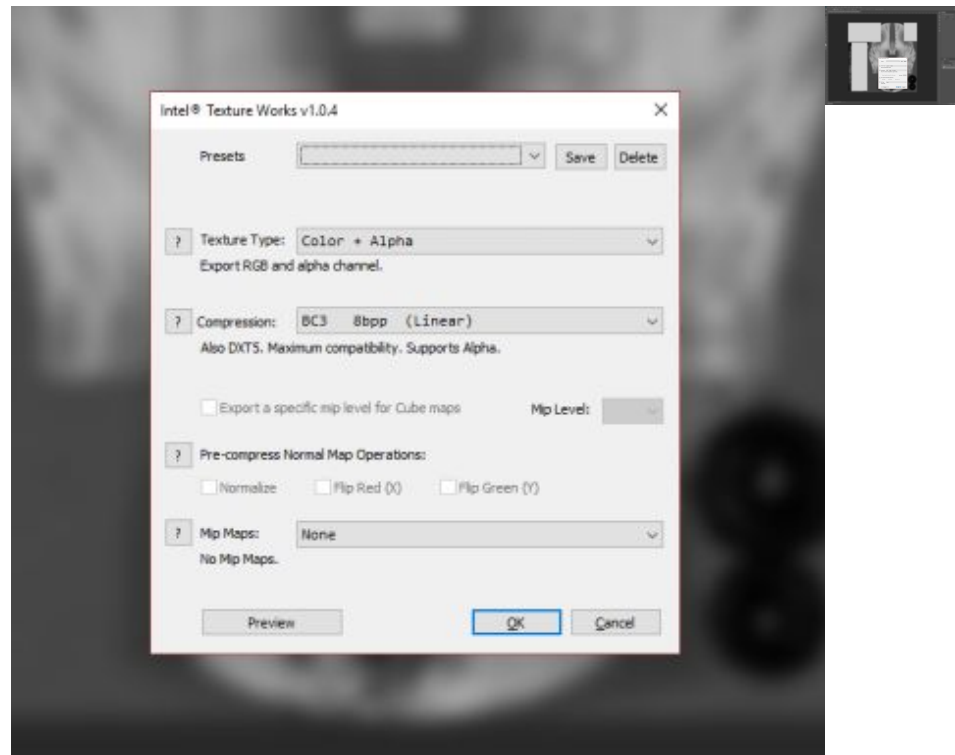 Intel® Texture Works v1.0.4
Presets
Save
Delete
?
Texture Type:
Color + Alpha
Export RGB and alpha channel.
?
Compression:
BC3 8bpp (Linear)
Also DXT5. Maximum compatibility. Supports Alpha.
Export a specific mip level for Cube maps
Mip Level:
?
Pre-compress Normal Map Operations:
Normalize
Flip Red (X)
Flip Green (Y)
?
Mip Maps:
None
No Mip Maps.
Preview
OK
Cancel